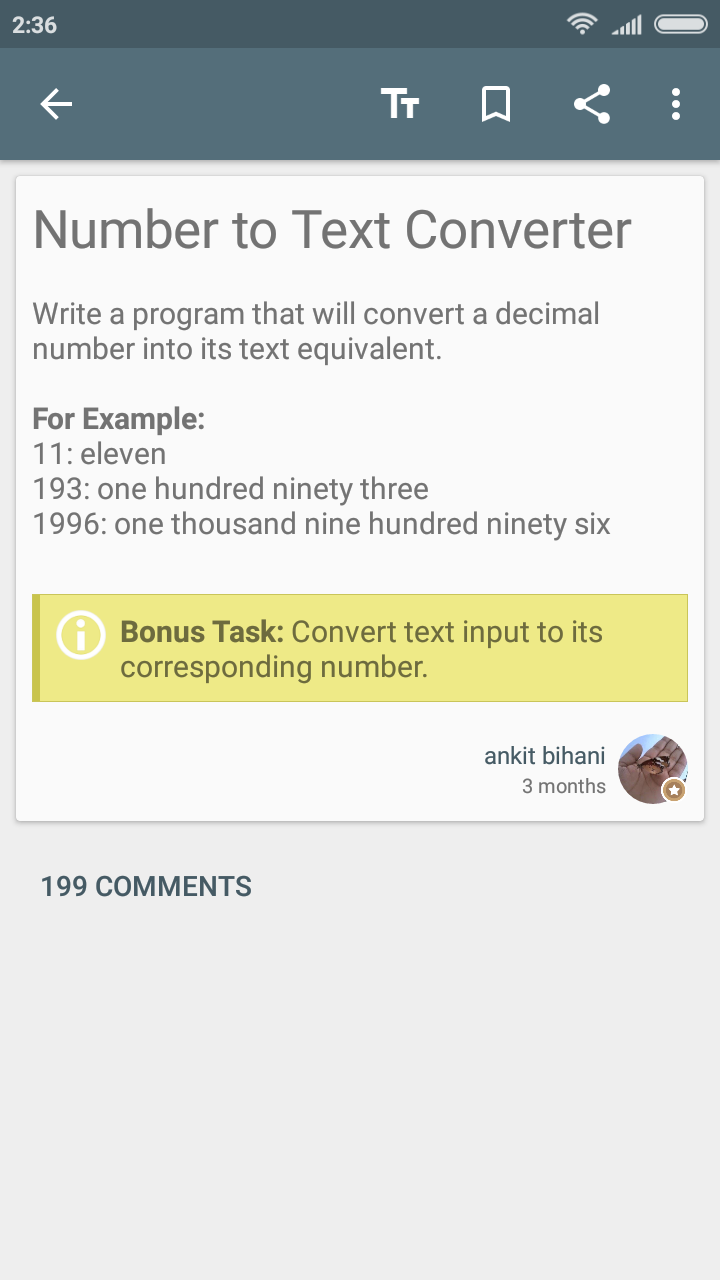 2:36
Number to Text Converter
Write a program that will convert a decimal
number into its text equivalent.
For Example:
11: eleven
193: one hundred ninety three
1996: one thousand nine hundred ninety six
Bonus Task: Convert text input to its
corresponding number.
ankit bihani
3 months
199 COMMENTS